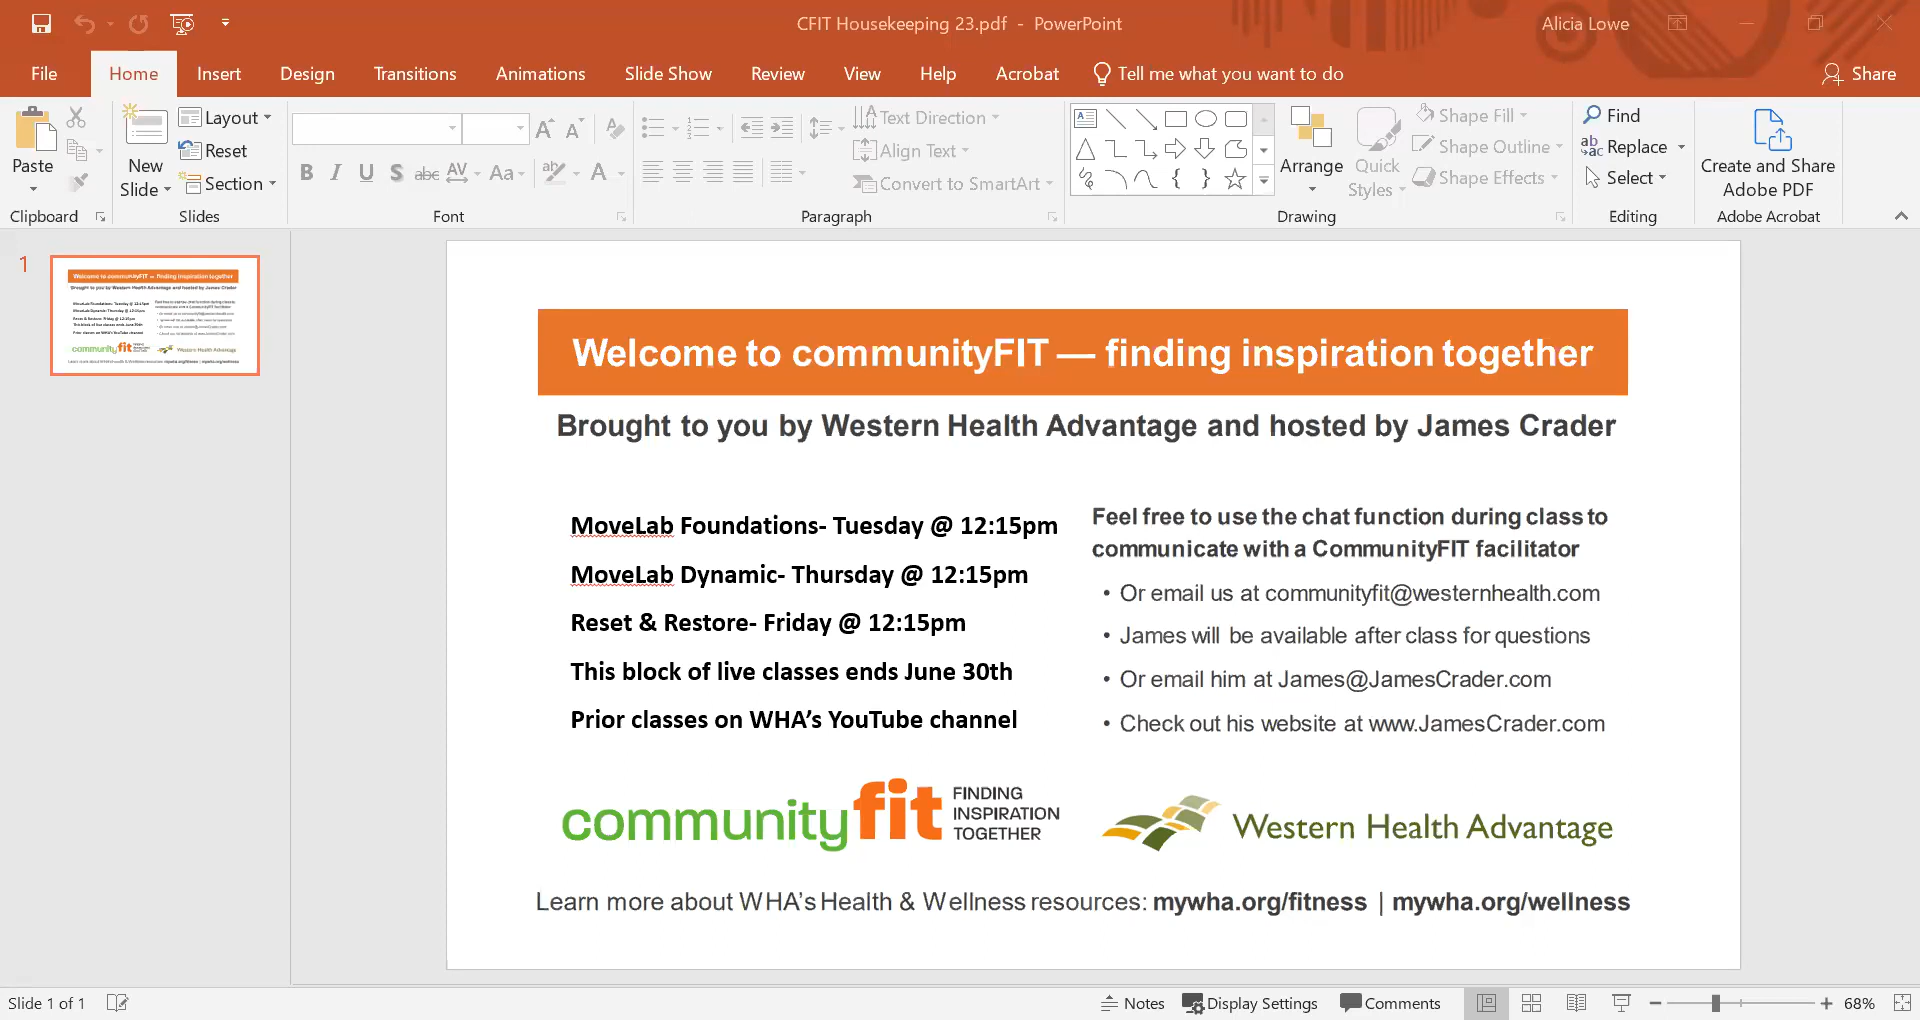 CFIT Housekeeping 23.pdf - PowerPoint
Alicia Lowe
File Home Insert Design Transitions Animations Slide Show Review View Help Acrobat Tell me what you want to do Share
Paste
New Slide
Layout
Reset
Section
Text Direction
Align Text
Convert to SmartArt
Arrange
Quick Styles
Shape Fill
Shape Outline
Shape Effects
Find
Replace
Select
Create and Share Adobe PDF
Clipboard Slides Font Paragraph Drawing Editing Adobe Acrobat
1
Welcome to communityFIT — finding inspiration together
Brought to you by Western Health Advantage and hosted by James Crader
MoveLab Foundations- Tuesday @ 12:15pm
MoveLab Dynamic- Thursday @ 12:15pm
Reset & Restore- Friday @ 12:15pm
This block of live classes ends June 30th
Prior classes on WHA’s YouTube channel
Feel free to use the chat function during class to
communicate with a CommunityFIT facilitator
• Or email us at communityfit@westernhealth.com
• James will be available after class for questions
• Or email him at James@JamesCrader.com
• Check out his website at www.JamesCrader.com
communityfit
FINDING
INSPIRATION
TOGETHER
Western Health Advantage
Learn more about WHA’s Health & Wellness resources: mywha.org/fitness | mywha.org/wellness
Slide 1 of 1
Notes Display Settings Comments 68%